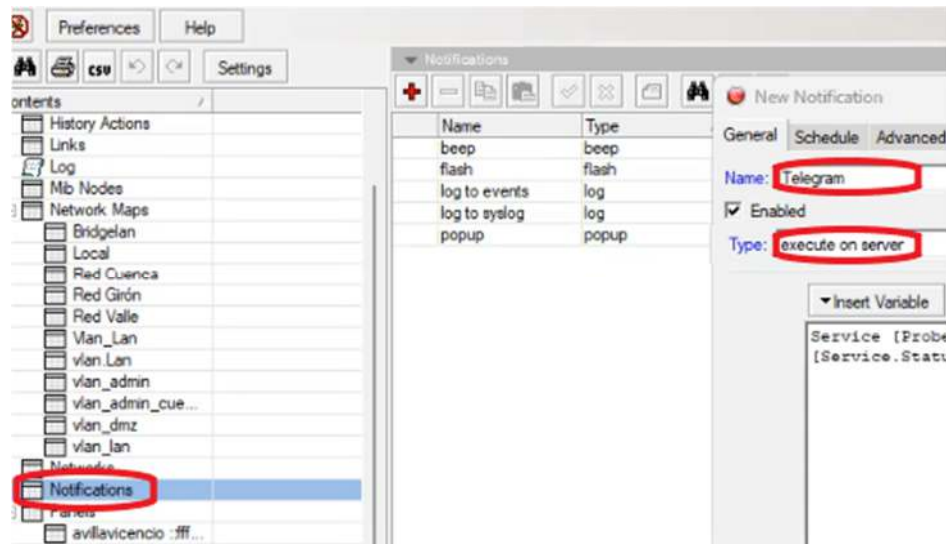 Preferences Help
csv Settings
ontents /
History Actions
Links
Log
Mib Nodes
Network Maps
Bridgelan
Local
Red Cuenca
Red Girón
Red Valle
Vlan_Lan
vlan.Lan
vlan_admin
vlan_admin_cue...
vlan_dmz
vlan_lan
Networks
Notifications
Panels
avillavicencio :fff...
Notifications
Name Type
beep beep
flash flash
log to events log
log to syslog log
popup popup
New Notification
General Schedule Advanced
Name: Telegram
Enabled
Type: execute on server
Insert Variable
Service [Probe
[Service.Statu